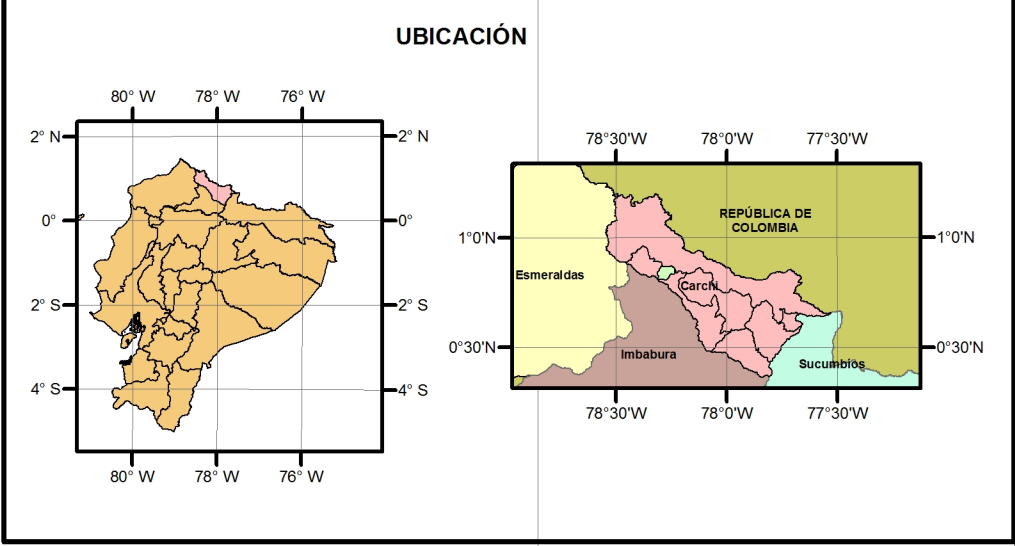 UBICACIÓN
80° W 78° W 76° W
2° N 2° N
0° 0°
2° S 2° S
4° S 4° S
80° W 78° W 76° W
78°30'W 78°0'W 77°30'W
REPÚBLICA DE
COLOMBIA
1°0'N 1°0'N
Esmeraldas
Carchi
0°30'N 0°30'N
Imbabura
Sucumbíos
78°30'W 78°0'W 77°30'W